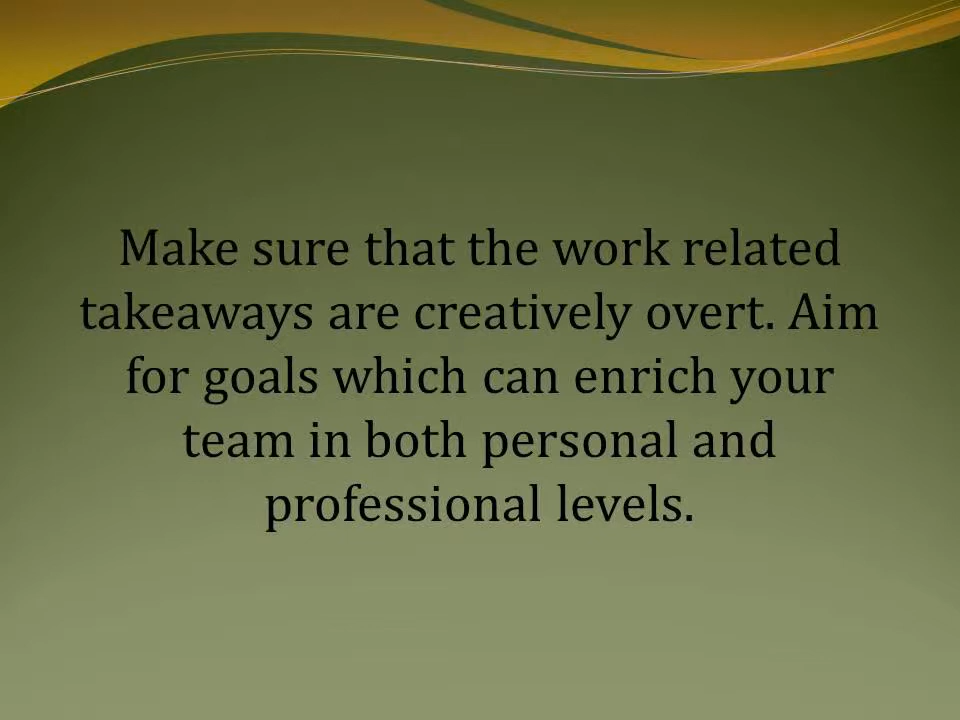 Make sure that the work related
takeaways are creatively overt. Aim
for goals which can enrich your
team in both personal and
professional levels.